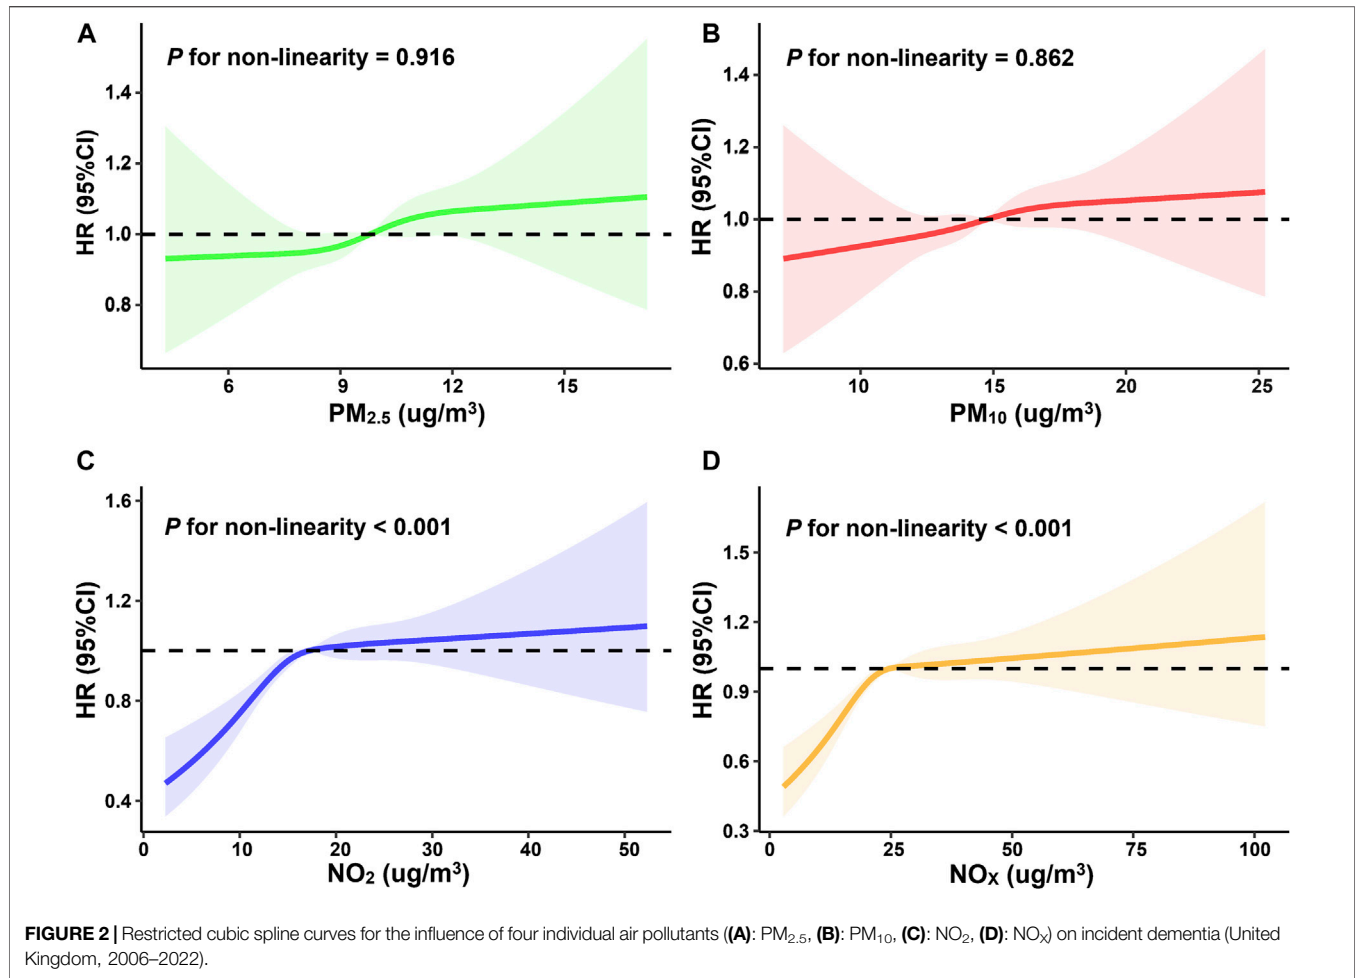 A
P for non-linearity = 0.916
HR (95%CI)
1.4
1.2
1.0
0.8
6 9 12 15
PM2.5 (ug/m³)
B
P for non-linearity = 0.862
HR (95%CI)
1.4
1.2
1.0
0.8
0.6
10 15 20 25
PM10 (ug/m³)
C
P for non-linearity < 0.001
HR (95%CI)
1.6
1.2
0.8
0.4
0 10 20 30 40 50
NO2 (ug/m³)
D
P for non-linearity < 0.001
HR (95%CI)
1.5
1.2
0.9
0.6
0.3
0 25 50 75 100
NOX (ug/m³)
FIGURE 2 | Restricted cubic spline curves for the influence of four individual air pollutants ((A): PM2.5, (B): PM10, (C): NO2, (D): NOX) on incident dementia (United
Kingdom, 2006–2022).